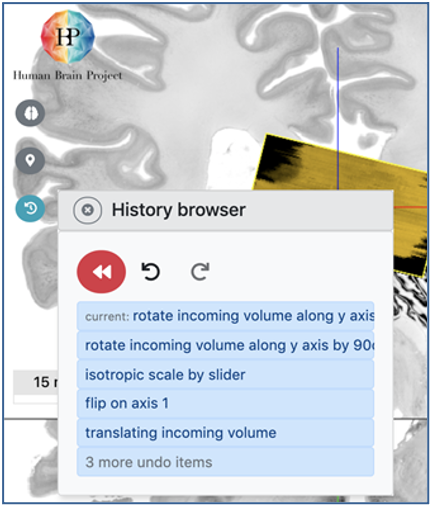 HP
Human Brain Project
History browser
current: rotate incoming volume along y axis
rotate incoming volume along y axis by 90
isotropic scale by slider
flip on axis 1
translating incoming volume
15
3 more undo items